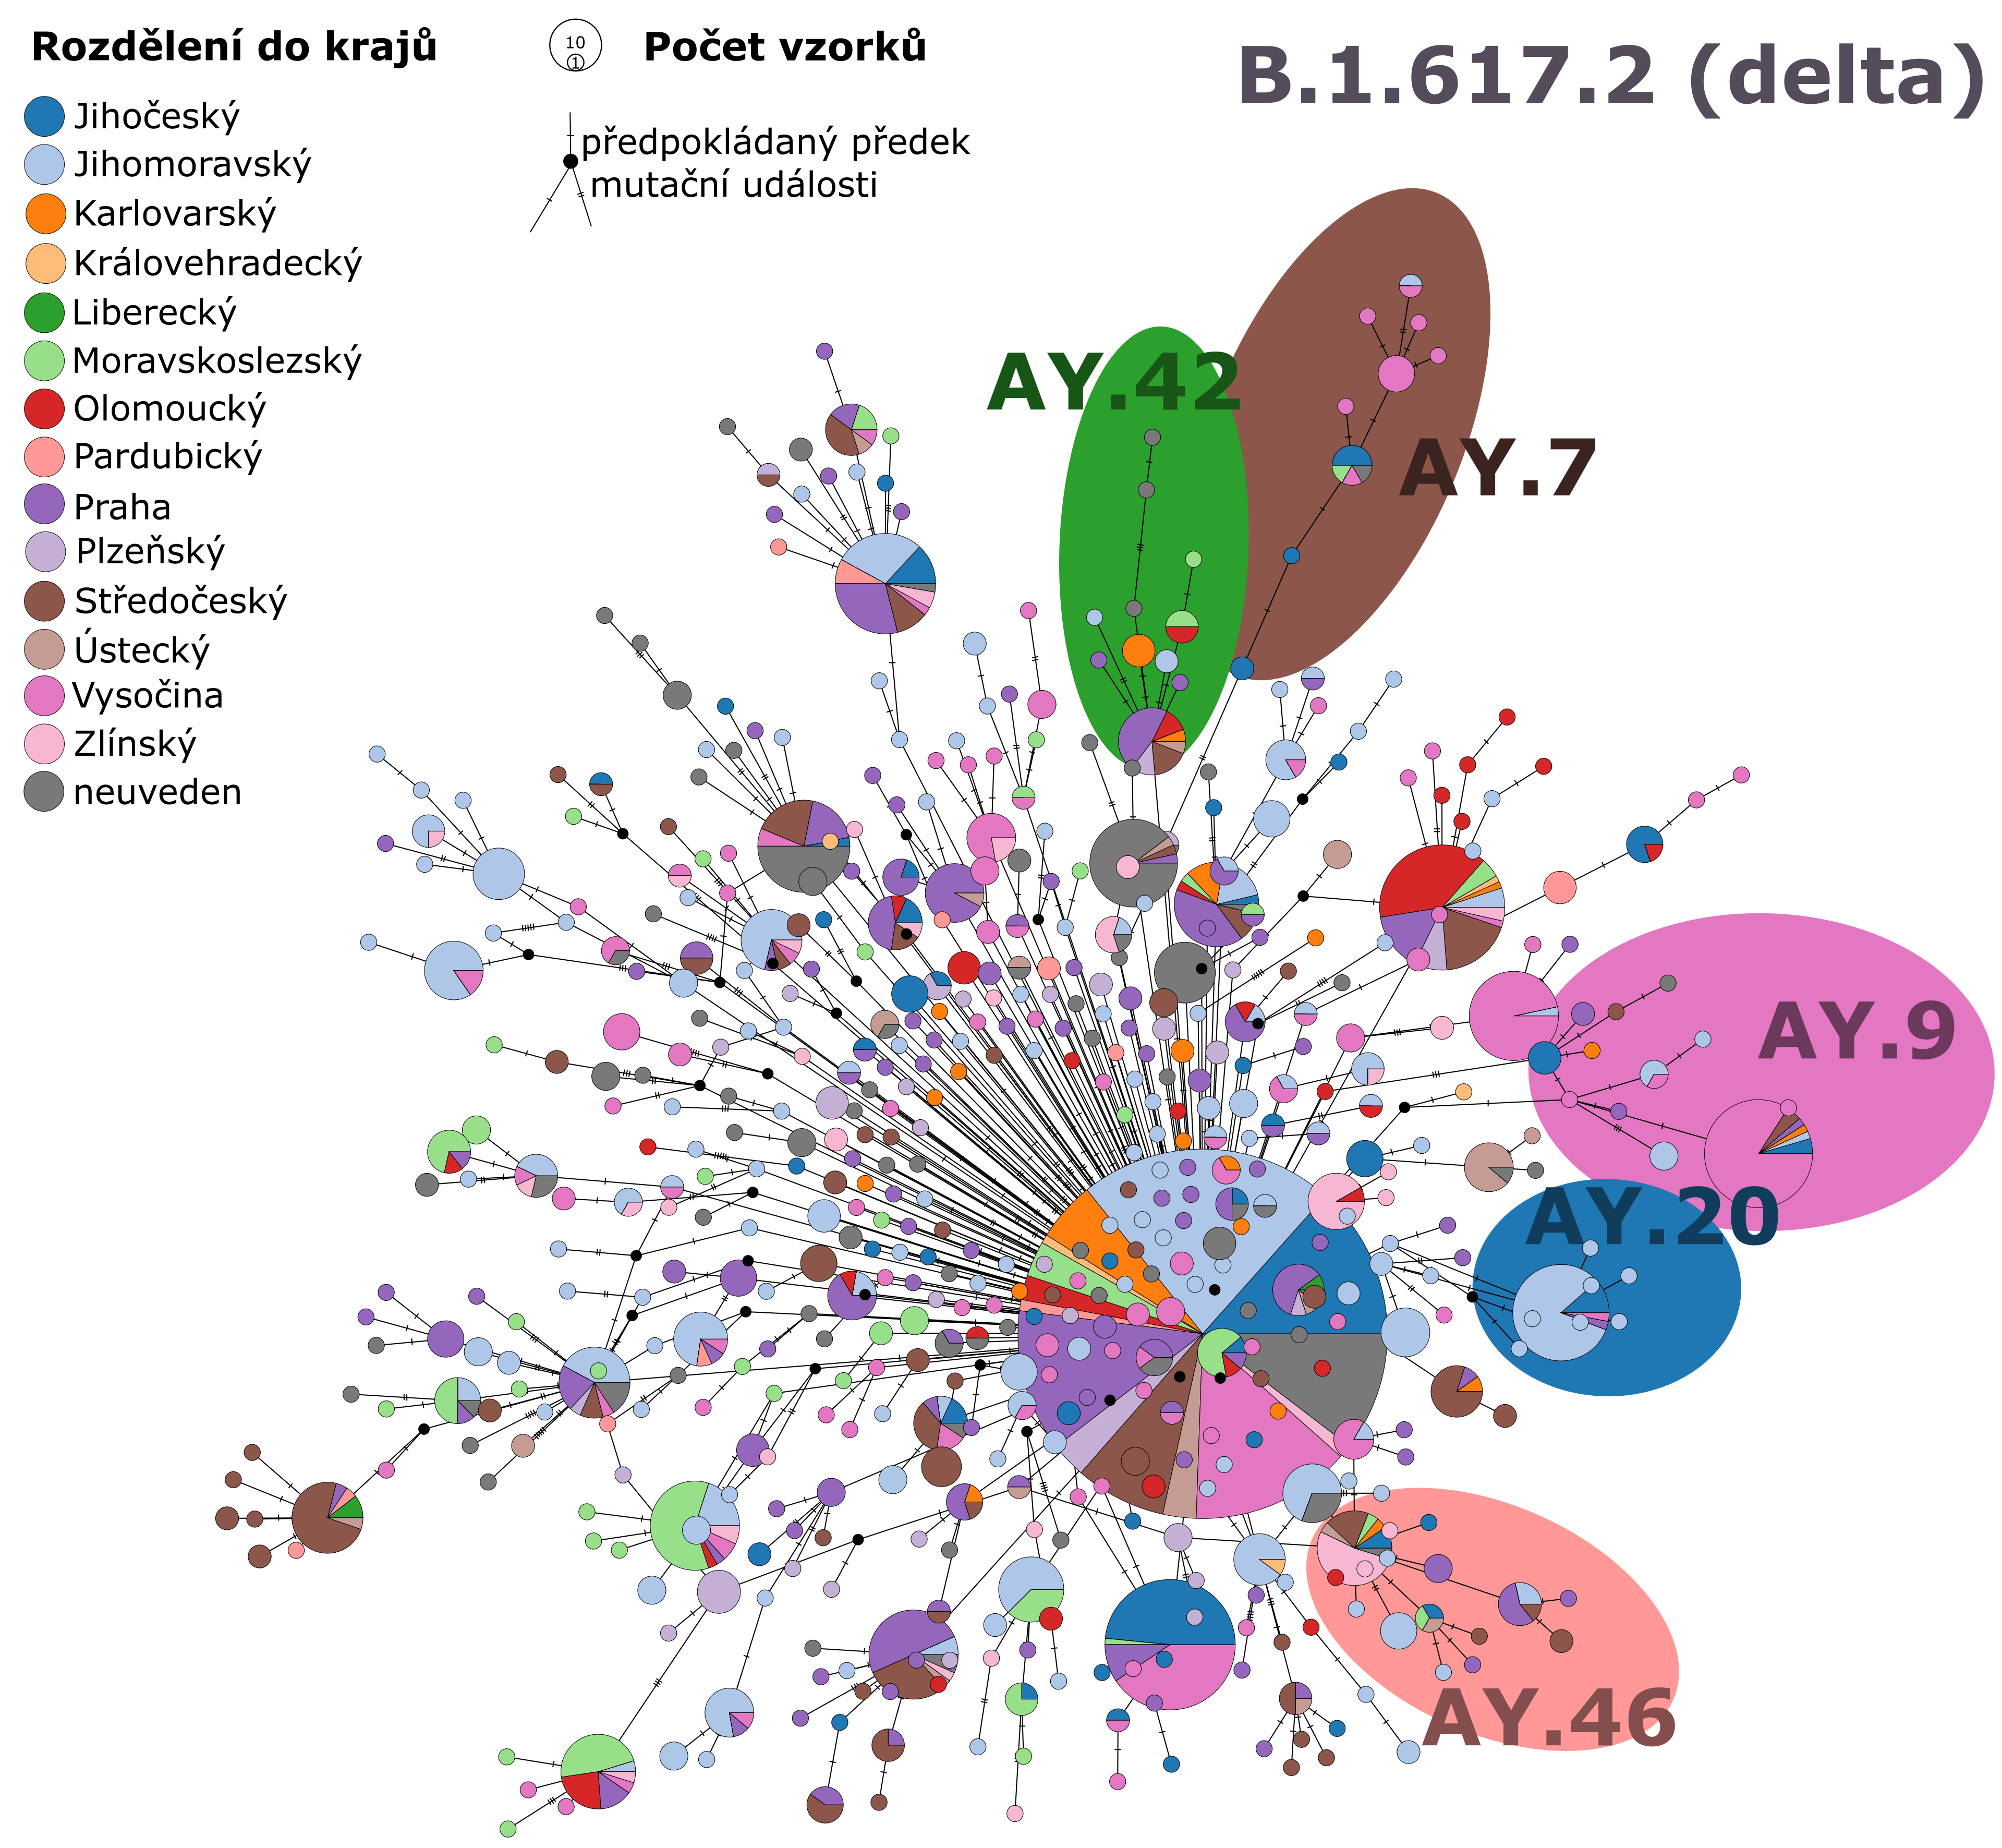 Rozdělení do krajů
10
1
Počet vzorků
B.1.617.2 (delta)
předpokládaný předek
mutační události
Jihočeský
Jihomoravský
Karlovarský
Královehradecký
Liberecký
Moravskoslezský
Olomoucký
Pardubický
Praha
Plzeňský
Středočeský
Ústecký
Vysočina
Zlínský
neuveden
AY.42
AY.7
AY.9
AY.20
AY.46